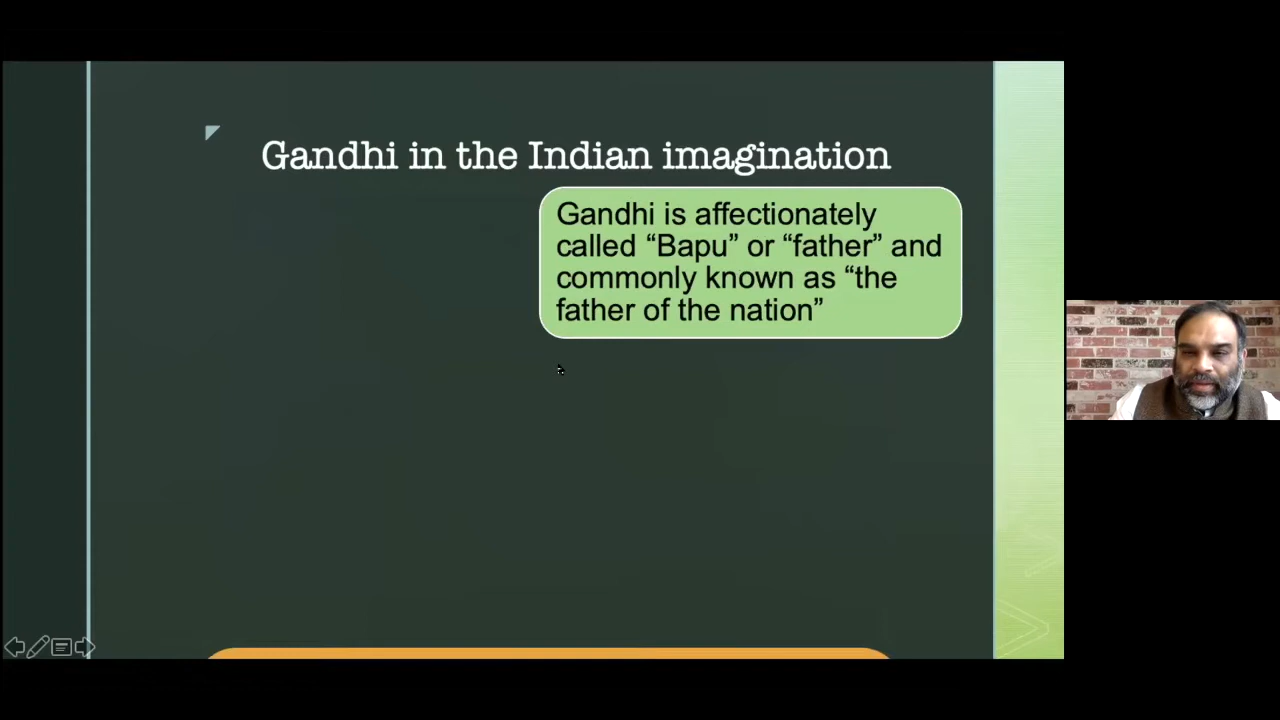 Gandhi in the Indian imagination
Gandhi is affectionately
called “Bapu” or “father” and
commonly known as “the
father of the nation”